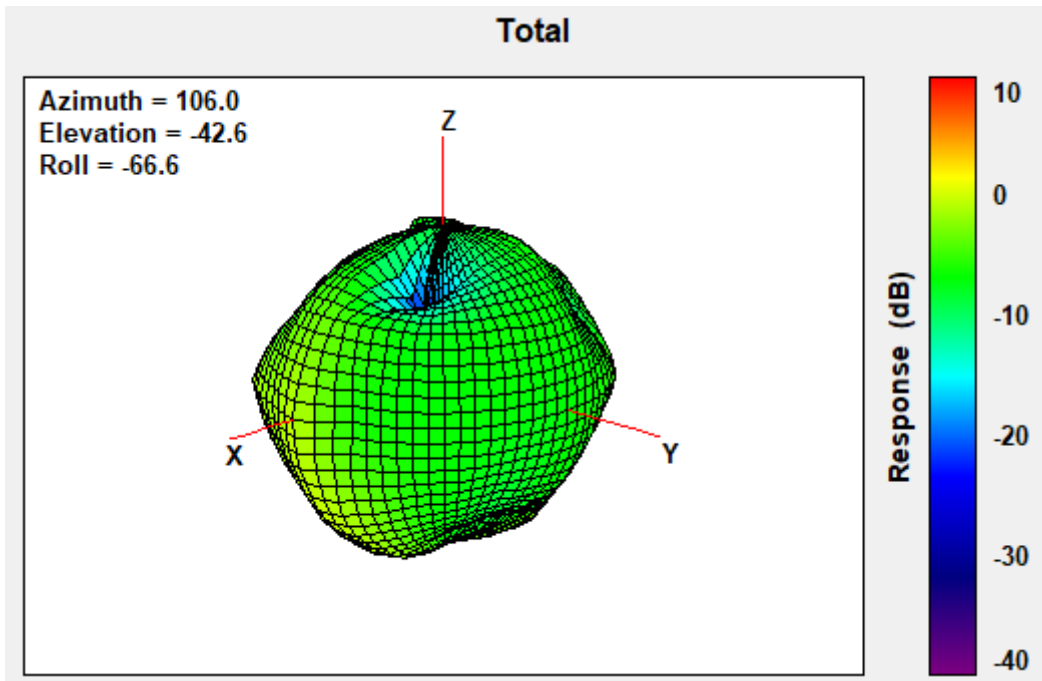 Total
Azimuth = 106.0
Elevation = -42.6
Roll = -66.6
Z
X
Y
10
0
-10
-20
-30
-40
Response (dB)